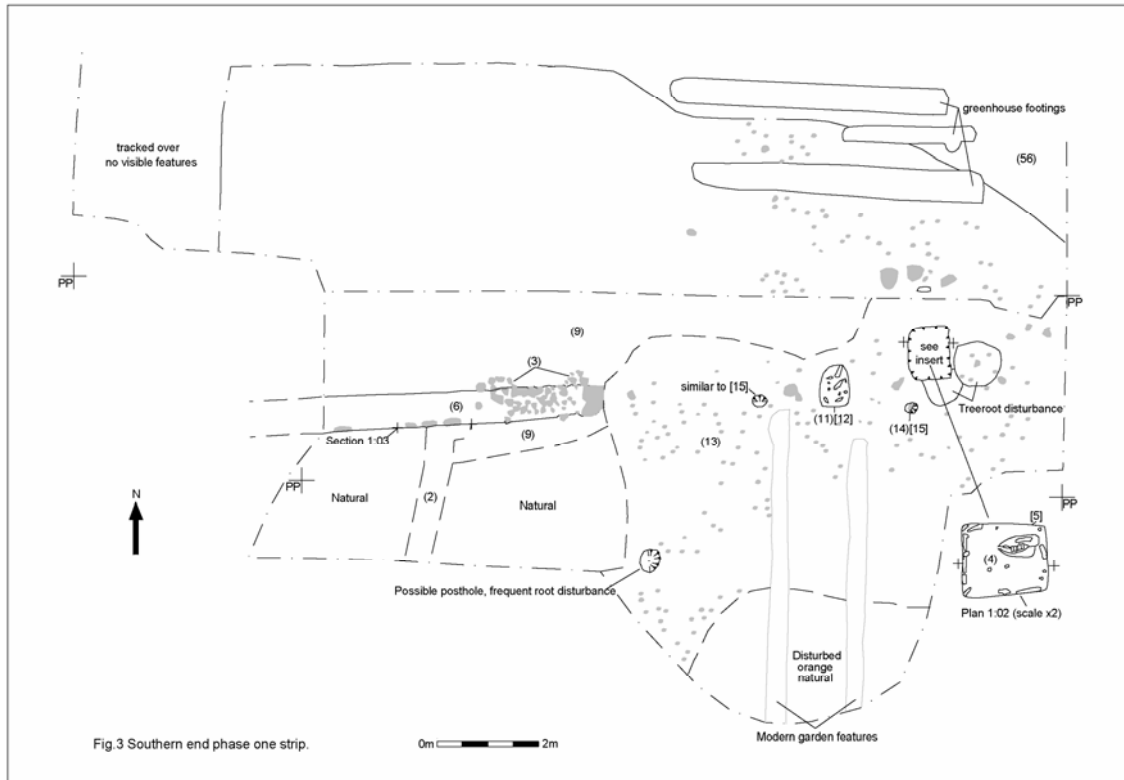 greenhouse footings
tracked over
no visible features
(56)
PP
PP
(9)
(3)
see
insert
similar to [15]
(6)
(11)[12]
(14)[15]
Treeroot disturbance
Section 1:03
(9)
(13)
PP
Natural
(2)
Natural
PP
N
[5]
(4)
Possible posthole, frequent root disturbance
Plan 1:02 (scale x2)
Disturbed
orange
natural
Modern garden features
Fig.3 Southern end phase one strip.
0m
2m